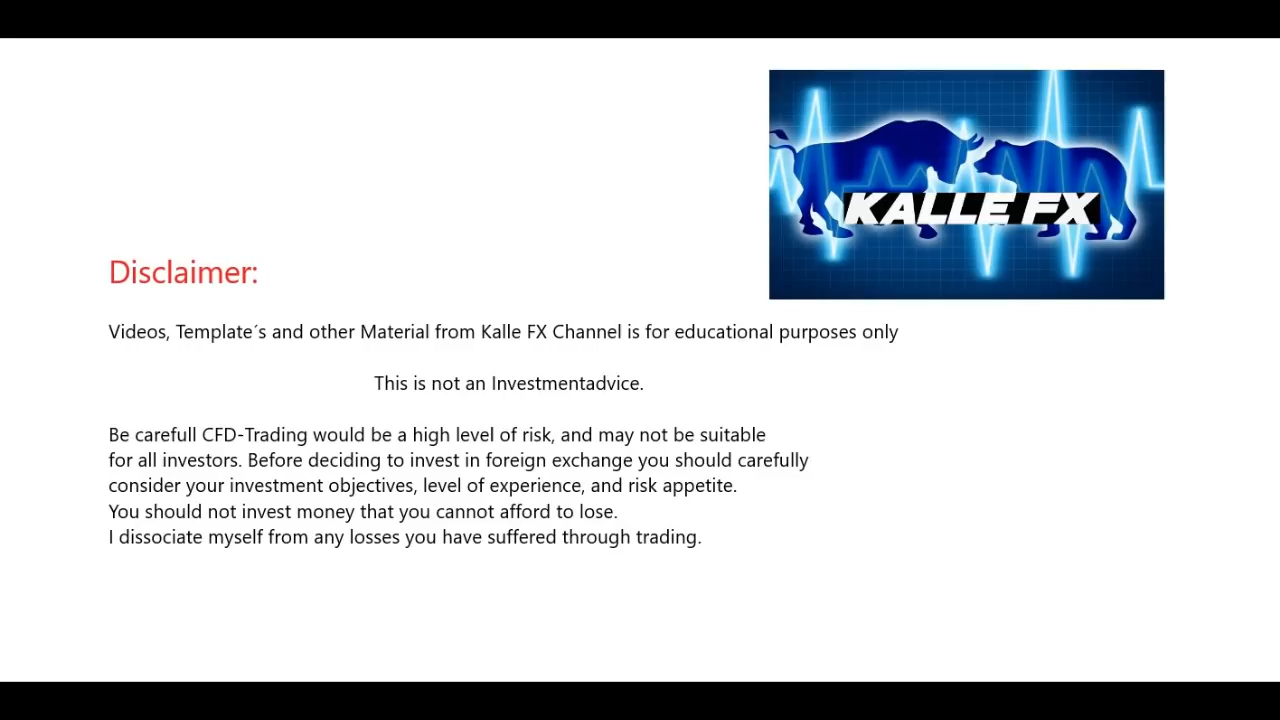 KALLE FX
Disclaimer:
Videos, Template´s and other Material from Kalle FX Channel is for educational purposes only
This is not an Investmentadvice.
Be carefull CFD-Trading would be a high level of risk, and may not be suitable
for all investors. Before deciding to invest in foreign exchange you should carefully
consider your investment objectives, level of experience, and risk appetite.
You should not invest money that you cannot afford to lose.
I dissociate myself from any losses you have suffered through trading.